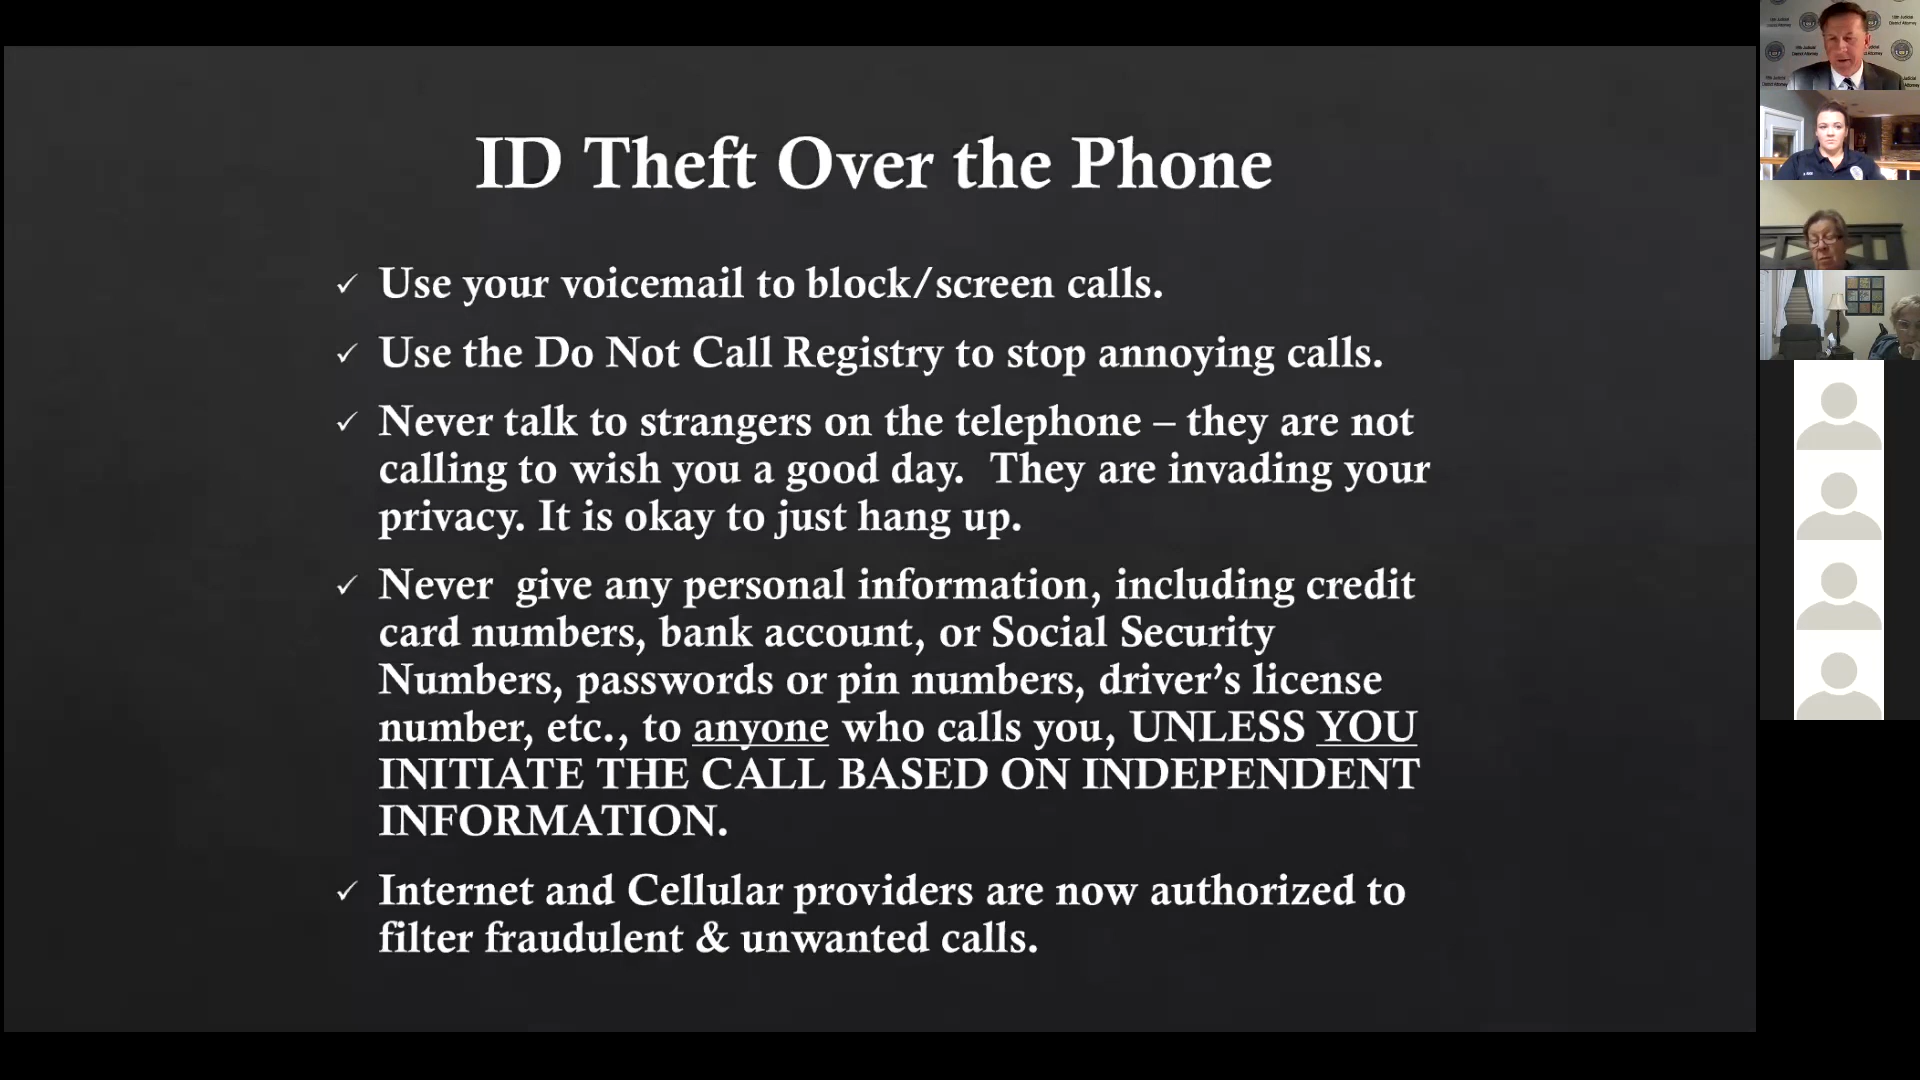 ID Theft Over the Phone
✓ Use your voicemail to block/screen calls.
✓ Use the Do Not Call Registry to stop annoying calls.
✓ Never talk to strangers on the telephone – they are not
calling to wish you a good day.  They are invading your
privacy. It is okay to just hang up.
✓ Never  give any personal information, including credit
card numbers, bank account, or Social Security
Numbers, passwords or pin numbers, driver’s license
number, etc., to anyone who calls you, UNLESS YOU
INITIATE THE CALL BASED ON INDEPENDENT
INFORMATION.
✓ Internet and Cellular providers are now authorized to
filter fraudulent & unwanted calls.
18th Judicial
District Attorney